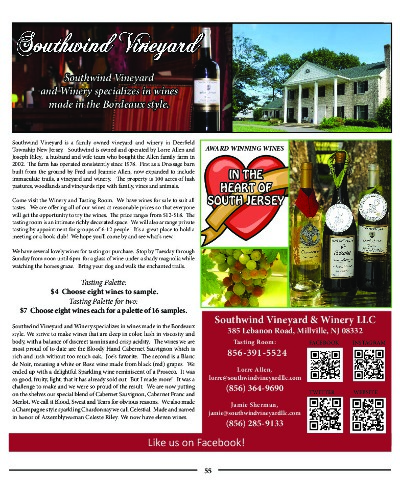 Southwind Vineyard
Southwind Vineyard
and Winery specializes in wines
made in the Bordeaux style.
Southwind Vineyard is a family owned vineyard and winery in Deerfield
Township New Jersey. Southwind is owned and operated by Lorre Allen and
Joseph Riley, a husband and wife team who bought the Allen family farm in
2002. The farm has operated consistently since 1976. First as a Dressage barn
built from the ground by Fred and Jeannie Allen, now expanded to include
immaculate trails, a vineyard and winery. The property is 100 acres of lush
pastures, woodlands and vineyards ripe with family, vines and animals.
Come visit the Winery and Tasting Room. We have wines for sale to suit all
tastes. We are offering all of our wines at reasonable prices so that everyone
will get the opportunity to try the wines. The price ranges from $12-$18. The
tasting room is an intimate richly decorated space. We will also arrange private
tasting by appointment for groups of 6-12 people. It's a great place to hold a
meeting or a book club! We hope you'll come by and see what's new.
We have several lovely wines for tasting or purchase. Stop by Tuesday through
Sunday from noon until 6pm for a glass of wine under a shady magnolia while
watching the horses graze. Bring your dog and walk the enchanted trails.
Tasting Palette:
$4 Choose eight wines to sample.
Tasting Palette for two:
$7 Choose eight wines each for a palette of 16 samples.
Southwind Vineyard and Winery specializes in wines made in the Bordeaux
style. We strive to make wines that are deep in color, lush in viscosity and
body, with a balance of discreet tannins and crisp acidity. The wines we are
most proud of to date are the Bloody Hand Cabernet Sauvignon which is
rich and lush without too much oak. Joe's favorite. The second is a Blanc
de Noir, meaning a white or Rose wine made from black (red) grapes. We
ended up with a delightful Sparkling wine reminiscent of a Prosecco. It was
so good, fruity, light, that it has already sold out. But I made more! It was a
challenge to make and we were so proud of the result. We are now putting
on the shelves our special blend of Cabernet Sauvignon, Cabernet Franc and
Merlot. We call it Blood, Sweat and Tears for obvious reasons. We also made
a Champagne style sparkling Chardonnay we call Celestial. Made and named
in honor of Assemblywoman Celeste Riley. We now have eleven wines.
AWARD WINNING WINES
IN THE
HEART OF
SOUTH JERSEY
Southwind Vineyard & Winery LLC
385 Lebanon Road, Millville, NJ 08332
Tasting Room:
856-391-5524
Lorre Allen,
lorre@southwindvineyardllc.com
(856) 364-9690
Jamie Sherman,
jamie@southwindvineyardllc.com
(856) 285-9133
FACEBOOK
INSTAGRAM
Like us on Facebook!
55